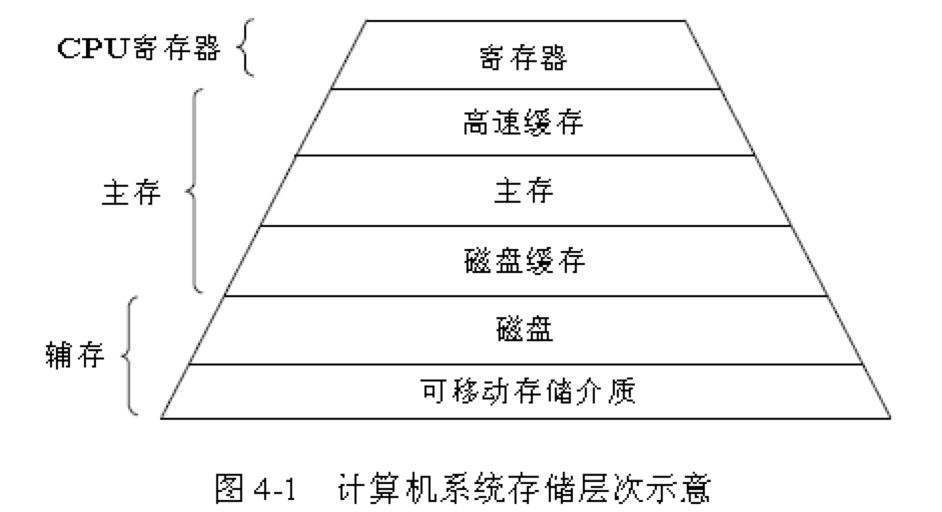 CPU寄存器
寄存器
高速缓存
主存
主存
磁盘缓存
磁盘
辅存
可移动存储介质
图 4-1 计算机系统存储层次示意